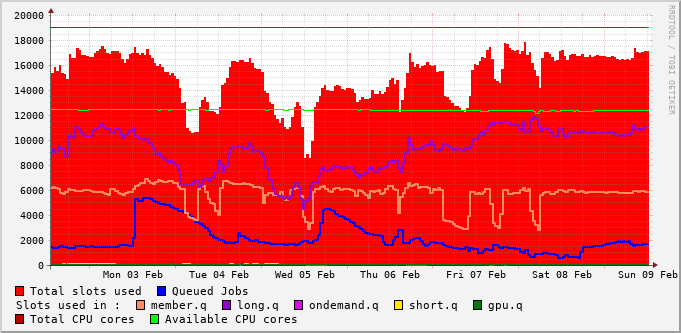 20000
18000
16000
14000
12000
10000
8000
6000
4000
2000
0
Mon 03 Feb Tue 04 Feb Wed 05 Feb Thu 06 Feb Fri 07 Feb Sat 08 Feb Sun 09 Feb
Total slots used Queued Jobs
Slots used in : member.q long.q ondemand.q short.q gpu.q
Total CPU cores Available CPU cores
RRDTOOL / TOBI OETIKER